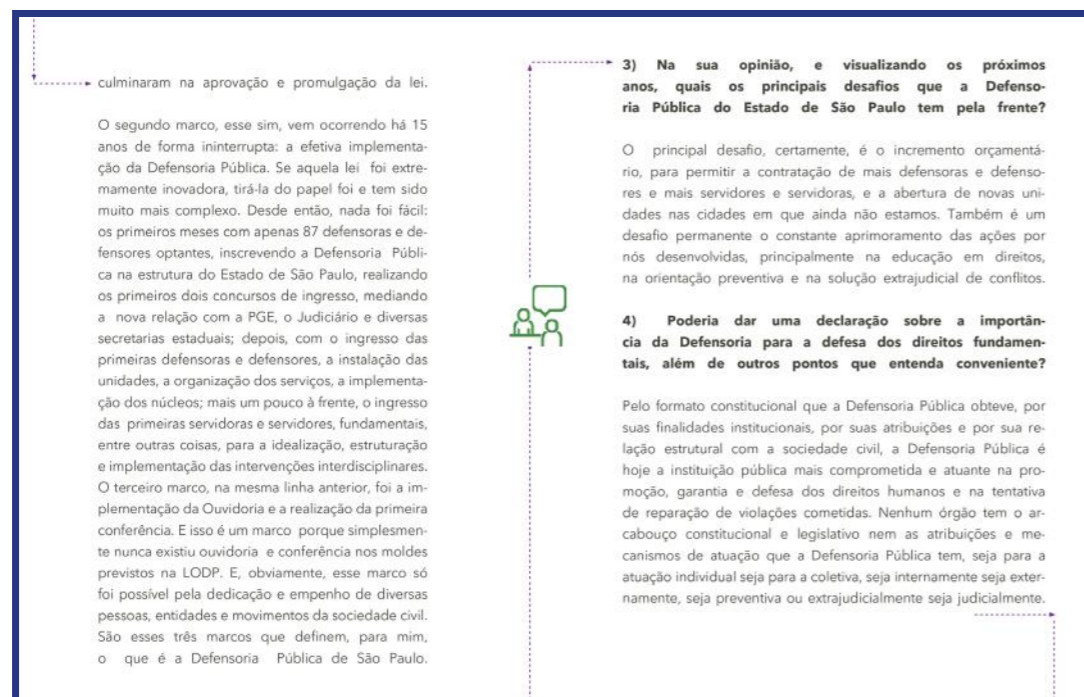 culminaram na aprovação e promulgação da lei.
O segundo marco, esse sim, vem ocorrendo há 15
anos de forma ininterrupta: a efetiva implementa-
ção da Defensoria Pública. Se aquela lei foi extre-
mamente inovadora, tirá-la do papel foi e tem sido
muito mais complexo. Desde então, nada foi fácil:
os primeiros meses com apenas 87 defensoras e de-
fensores optantes, inscrevendo a Defensoria Públi-
ca na estrutura do Estado de São Paulo, realizando
os primeiros dois concursos de ingresso, mediando
a nova relação com a PGE, o Judiciário e diversas
secretarias estaduais; depois, com o ingresso das
primeiras defensoras e defensores, a instalação das
unidades, a organização dos serviços, a implementa-
ção dos núcleos; mais um pouco à frente, o ingresso
das primeiras servidoras e servidores, fundamentais,
entre outras coisas, para a idealização, estruturação
e implementação das intervenções interdisciplinares.
O terceiro marco, na mesma linha anterior, foi a im-
plementação da Ouvidoria e a realização da primeira
conferência. E isso é um marco porque simplesmen-
te nunca existiu ouvidoria e conferência nos moldes
previstos na LODP. E, obviamente, esse marco só
foi possível pela dedicação e empenho de diversas
pessoas, entidades e movimentos da sociedade civil.
São esses três marcos que definem, para mim,
o que é a Defensoria Pública de São Paulo.
3) Na sua opinião, e visualizando os próximos
anos, quais os principais desafios que a Defenso-
ria Pública do Estado de São Paulo tem pela frente?
O principal desafio, certamente, é o incremento orçamentá-
rio, para permitir a contratação de mais defensoras e defenso-
res e mais servidores e servidoras, e a abertura de novas uni-
dades nas cidades em que ainda não estamos. Também é um
desafio permanente o constante aprimoramento das ações por
nós desenvolvidas, principalmente na educação em direitos,
na orientação preventiva e na solução extrajudicial de conflitos.
4) Poderia dar uma declaração sobre a importân-
cia da Defensoria para a defesa dos direitos fundamen-
tais, além de outros pontos que entenda conveniente?
Pelo formato constitucional que a Defensoria Pública obteve, por
suas finalidades institucionais, por suas atribuições e por sua re-
lação estrutural com a sociedade civil, a Defensoria Pública é
hoje a instituição pública mais comprometida e atuante na pro-
moção, garantia e defesa dos direitos humanos e na tentativa
de reparação de violações cometidas. Nenhum órgão tem o ar-
cabouço constitucional e legislativo nem as atribuições e me-
canismos de atuação que a Defensoria Pública tem, seja para a
atuação individual seja para a coletiva, seja internamente seja exter-
namente, seja preventiva ou extrajudicialmente seja judicialmente.